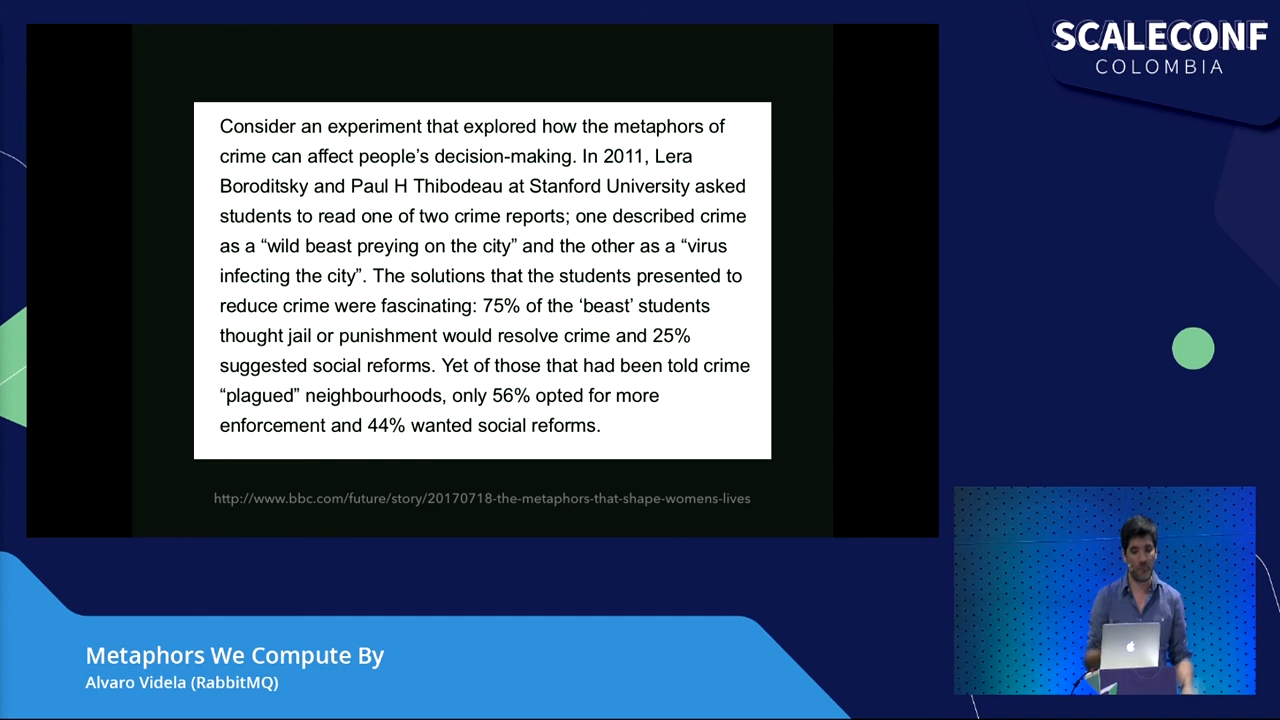 SCALECONF
COLOMBIA
Consider an experiment that explored how the metaphors of
crime can affect people’s decision-making. In 2011, Lera
Boroditsky and Paul H Thibodeau at Stanford University asked
students to read one of two crime reports; one described crime
as a “wild beast preying on the city” and the other as a “virus
infecting the city”. The solutions that the students presented to
reduce crime were fascinating: 75% of the ‘beast’ students
thought jail or punishment would resolve crime and 25%
suggested social reforms. Yet of those that had been told crime
“plagued” neighbourhoods, only 56% opted for more
enforcement and 44% wanted social reforms.
http://www.bbc.com/future/story/20170718-the-metaphors-that-shape-womens-lives
Metaphors We Compute By
Alvaro Videla (RabbitMQ)